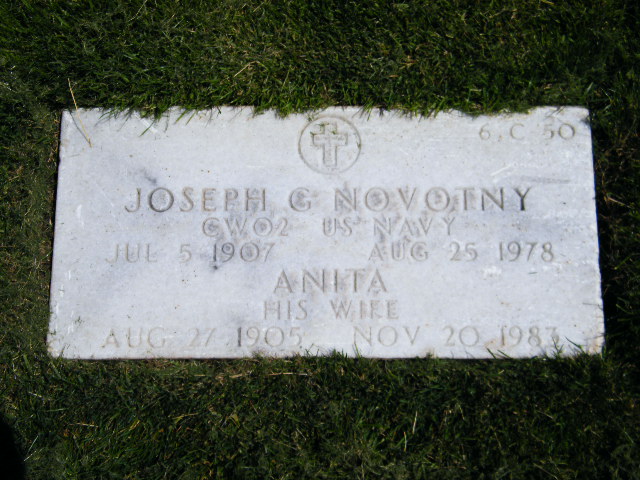 6, C 50
JOSEPH G NOVOTNY
CWO2 US NAVY
JUL 5 1907 AUG 25 1978
ANITA
HIS WIFE
AUG 27 1905 NOV 20 1987